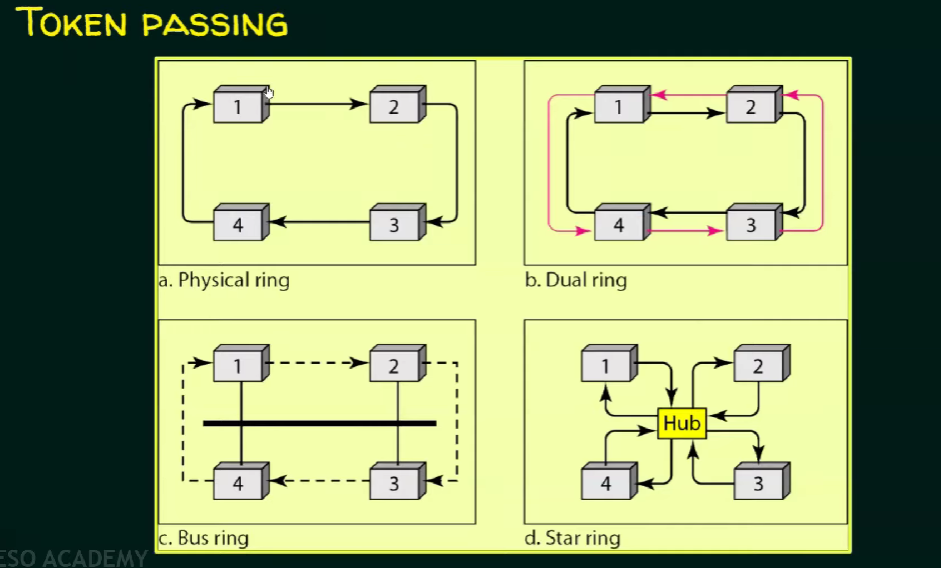 TOKEN PASSING
1 2
4 3
a. Physical ring
1 2
4 3
b. Dual ring
1 2
4 3
c. Bus ring
1 2
Hub
4 3
d. Star ring
ESO ACADEMY